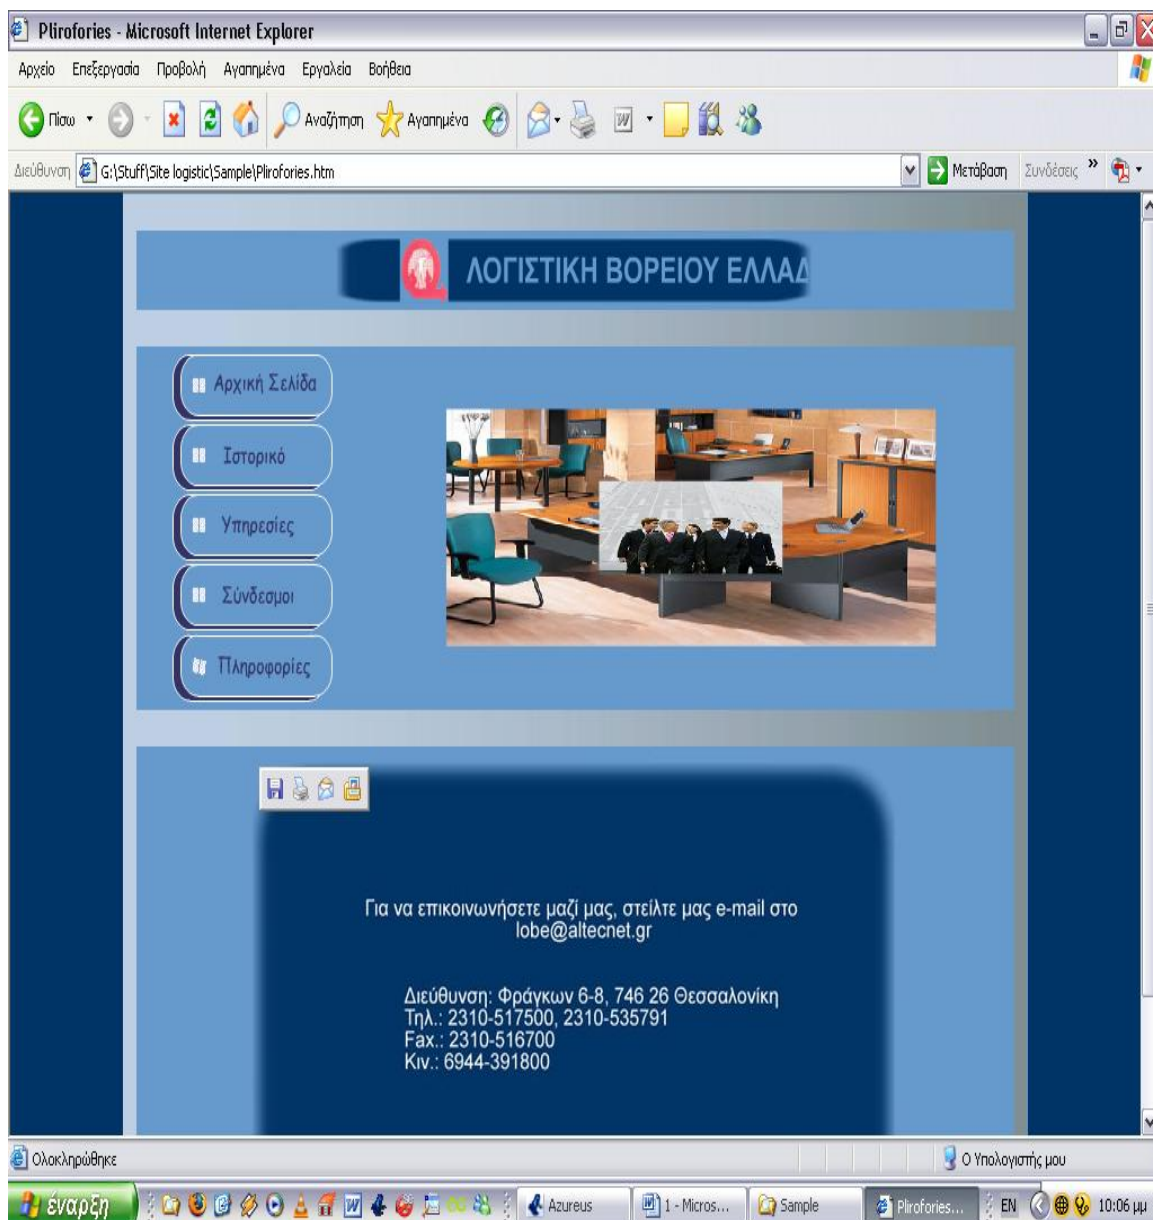 Plirofories - Microsoft Internet Explorer
Αρχείο Επεξεργασία Προβολή Αγαπημένα Εργαλεία Βοήθεια
Πίσω Αναζήτηση Αγαπημένα
Διεύθυνση G:\Stuff\Site logistic\Sample\Plirofories.htm Μετάβαση Συνδέσεις »
ΛΟΓΙΣΤΙΚΗ ΒΟΡΕΙΟΥ ΕΛΛΑΔ
Αρχική Σελίδα
Ιστορικό
Υπηρεσίες
Σύνδεσμοι
Πληροφορίες
Για να επικοινωνήσετε μαζί μας, στείλτε μας e-mail στο
lobe@altecnet.gr
Διεύθυνση: Φράγκων 6-8, 746 26 Θεσσαλονίκη
Τηλ.: 2310-517500, 2310-535791
Fax.: 2310-516700
Κιν.: 6944-391800
Ολοκληρώθηκε Ο Υπολογιστής μου
έναρξη Azureus 1 - Micros... Sample Plirofories... EN 10:06 μμ